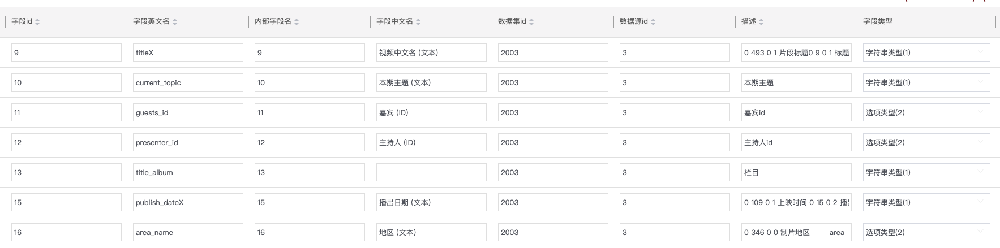 字段id 字段英文名 内部字段名 字段中文名 数据集id 数据源id 描述 字段类型
9 titleX 9 视频中文名 (文本) 2003 3 0 493 0 1 片段标题0 9 0 1 标题 字符串类型(1)
10 current_topic 10 本期主题 (文本) 2003 3 本期主题 字符串类型(1)
11 guests_id 11 嘉宾 (ID) 2003 3 嘉宾id 选项类型(2)
12 presenter_id 12 主持人 (ID) 2003 3 主持人id 选项类型(2)
13 title_album 13 2003 3 栏目 字符串类型(1)
15 publish_dateX 15 播出日期 (文本) 2003 3 0 109 0 1 上映时间 0 15 0 2 播 字符串类型(1)
16 area_name 16 地区 (文本) 2003 3 0 346 0 0 制片地区 area 选项类型(2)